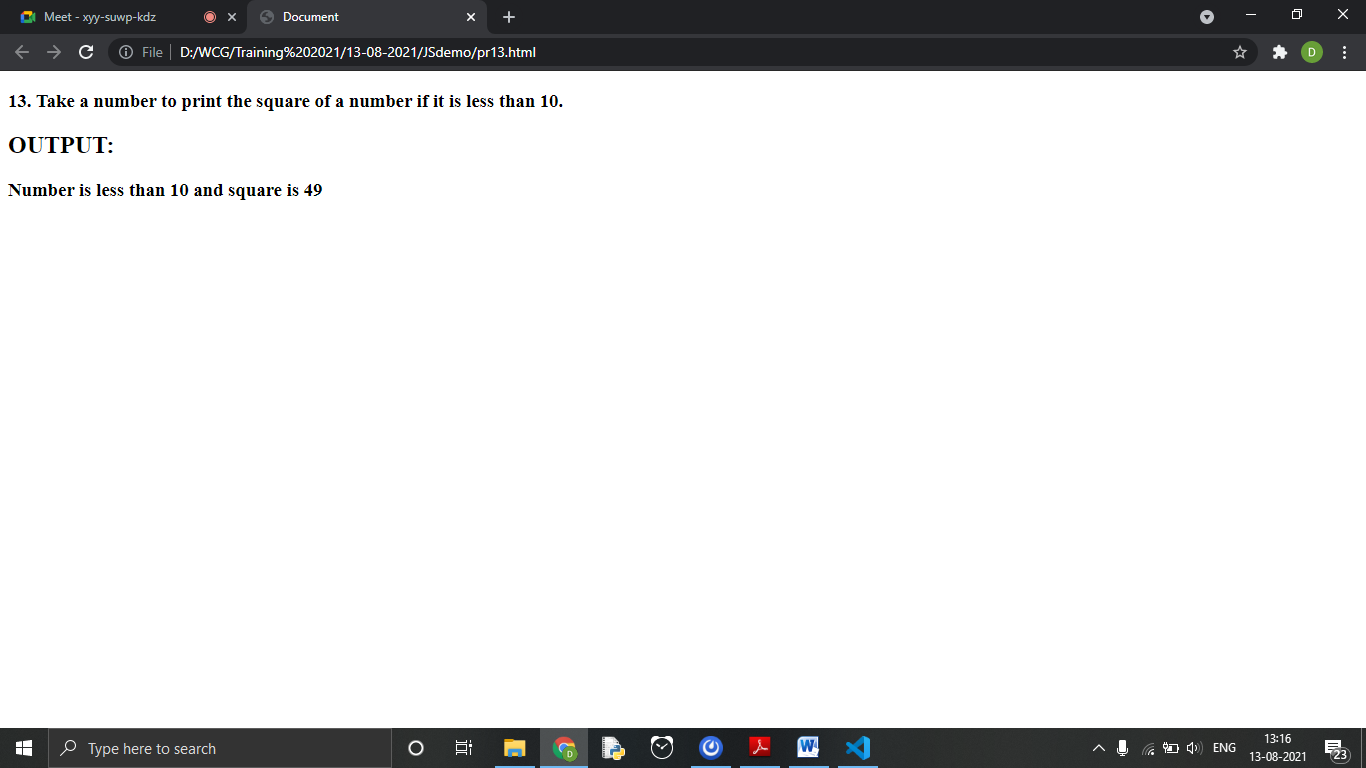 Meet - xyy-suwp-kdz
Document
File
D:/WCG/Training%202021/13-08-2021/JSdemo/pr13.html
D
13. Take a number to print the square of a number if it is less than 10.
OUTPUT:
Number is less than 10 and square is 49
Type here to search
D
W
ENG
13:16
13-08-2021
23